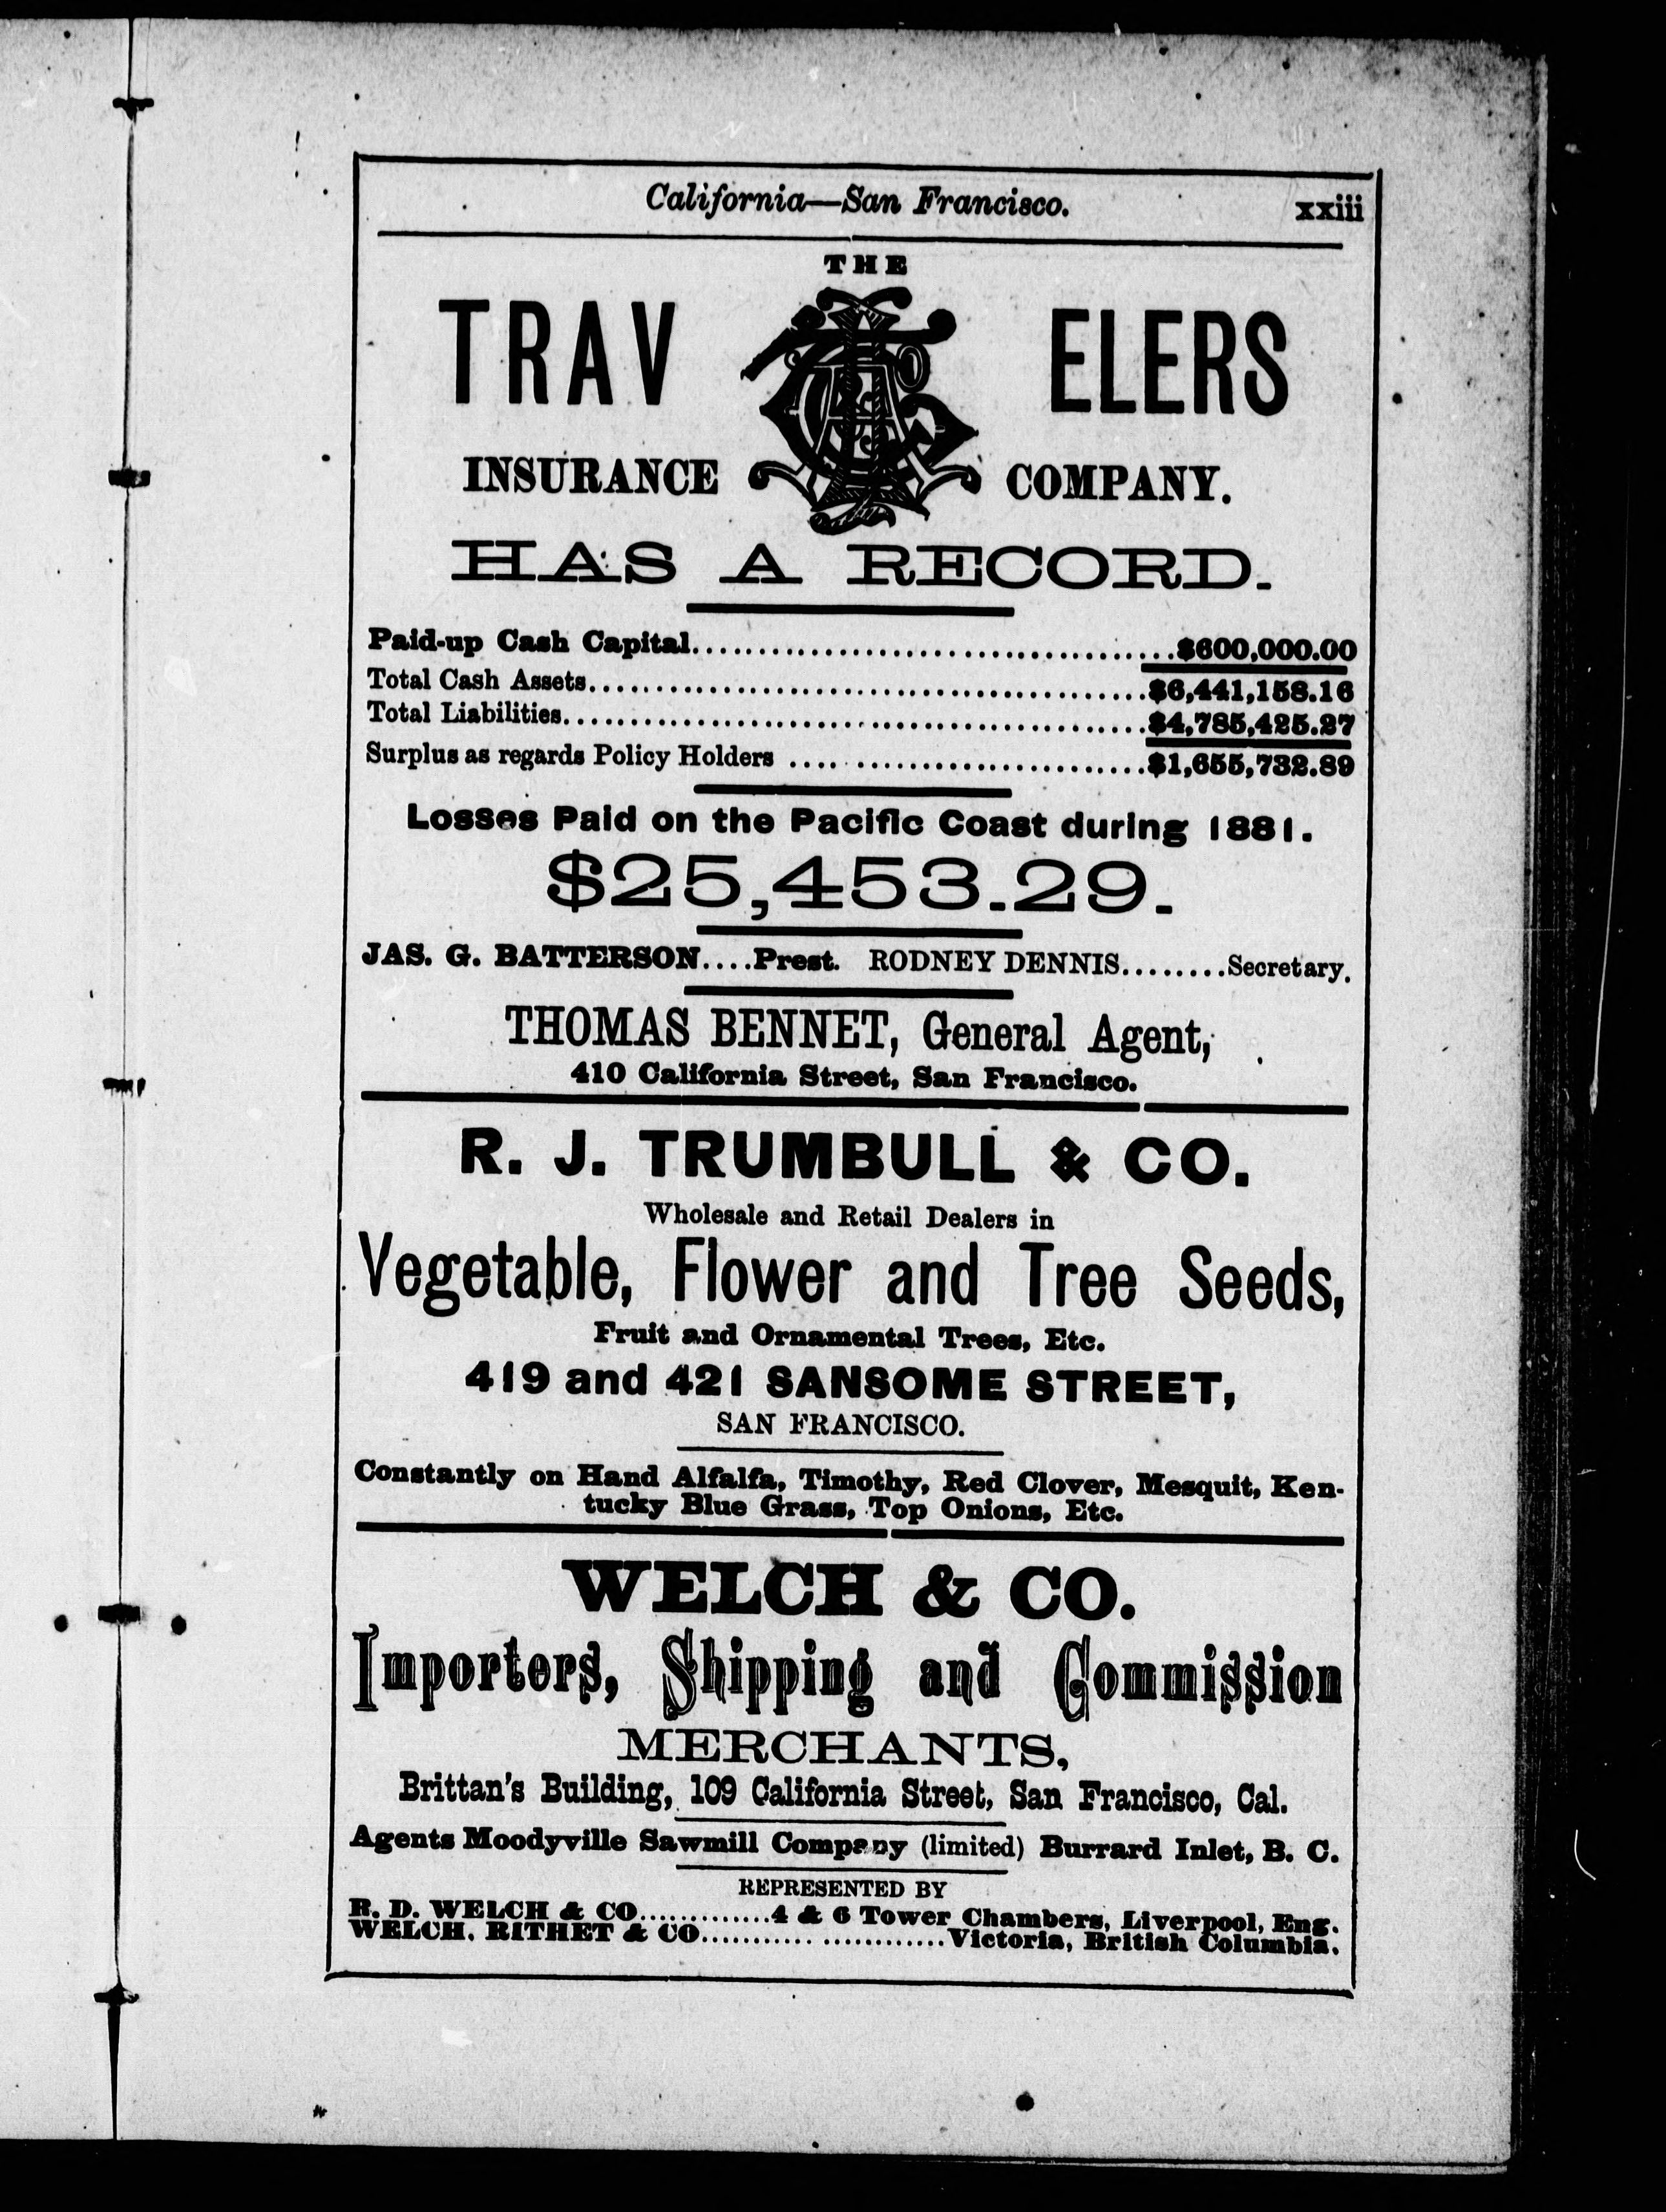 California—San Francisco. xxiii
THE
TRAVELERS
INSURANCE COMPANY.
HAS A RECORD.
Paid-up Cash Capital........................................$600,000.00
Total Cash Assets............................................$6,441,158.16
Total Liabilities..............................................$4,785,425.27
Surplus as regards Policy Holders ............................$1,655,732.89
Losses Paid on the Pacific Coast during 1881.
$25,453.29.
JAS. G. BATTERSON....Prest. RODNEY DENNIS........Secretary.
THOMAS BENNET, General Agent,
410 California Street, San Francisco.
R. J. TRUMBULL & CO.
Wholesale and Retail Dealers in
Vegetable, Flower and Tree Seeds,
Fruit and Ornamental Trees, Etc.
419 and 421 SANSOME STREET,
SAN FRANCISCO.
Constantly on Hand Alfalfa, Timothy, Red Clover, Mesquit, Ken-
tucky Blue Grass, Top Onions, Etc.
WELCH & CO.
Importers, Shipping and Commission
MERCHANTS,
Brittan's Building, 109 California Street, San Francisco, Cal.
Agents Moodyville Sawmill Company (limited) Burrard Inlet, B. C.
REPRESENTED BY
R. D. WELCH & CO.............4 & 6 Tower Chambers, Liverpool, Eng.
WELCH, RITHET & CO........................Victoria, British Columbia.